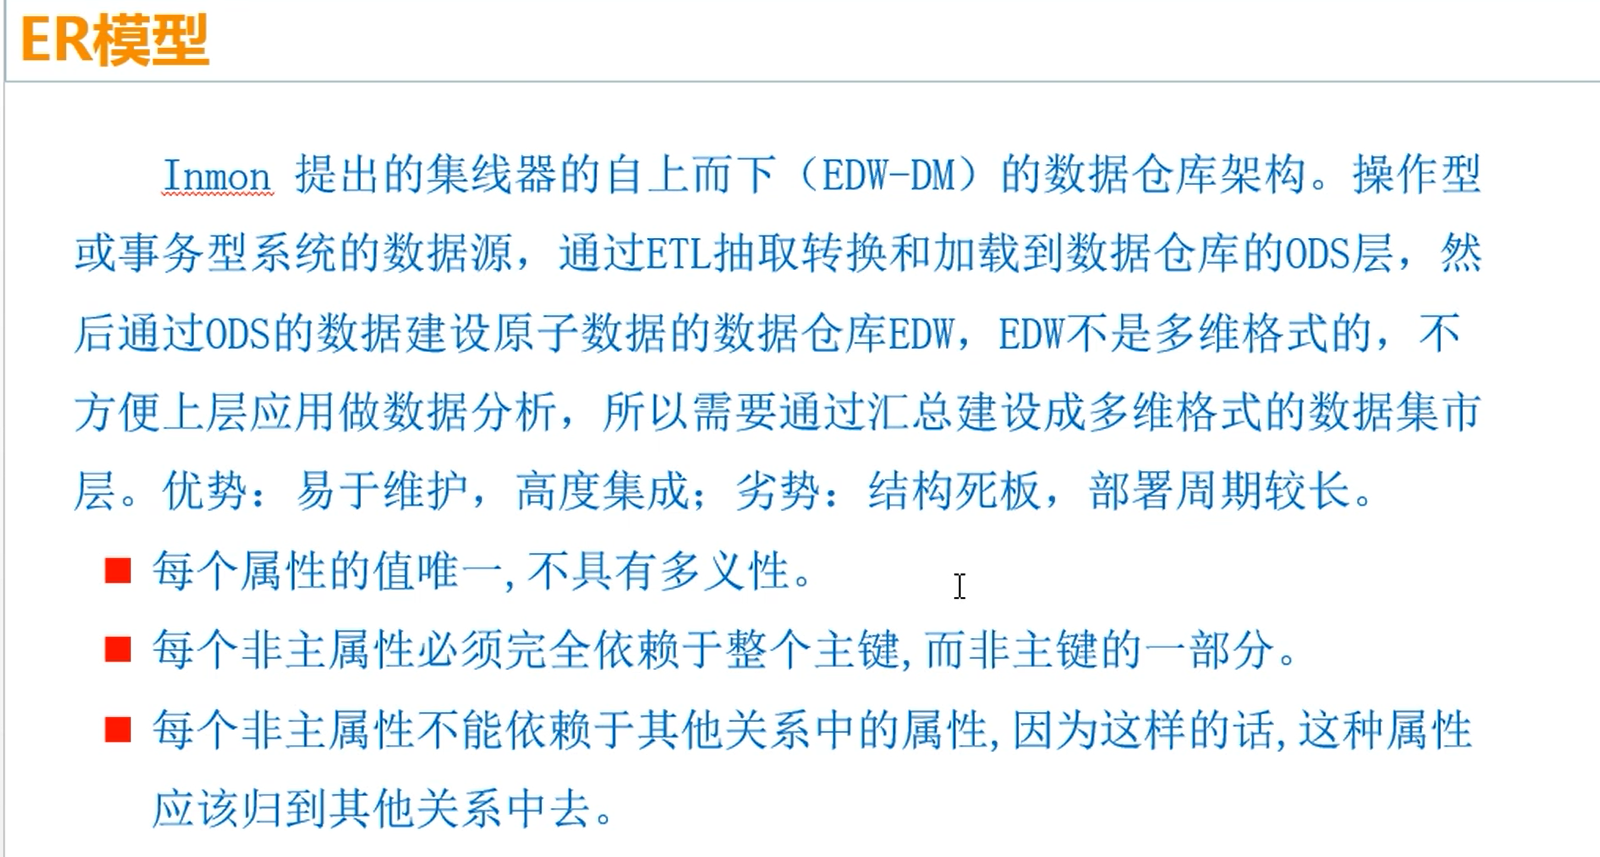 ER模型
Inmon 提出的集线器的自上而下（EDW-DM）的数据仓库架构。操作型
或事务型系统的数据源，通过ETL抽取转换和加载到数据仓库的ODS层，然
后通过ODS的数据建设原子数据的数据仓库EDW，EDW不是多维格式的，不
方便上层应用做数据分析，所以需要通过汇总建设成多维格式的数据集市
层。优势：易于维护，高度集成；劣势：结构死板，部署周期较长。
■ 每个属性的值唯一,不具有多义性。
■ 每个非主属性必须完全依赖于整个主键,而非主键的一部分。
■ 每个非主属性不能依赖于其他关系中的属性,因为这样的话,这种属性
应该归到其他关系中去。